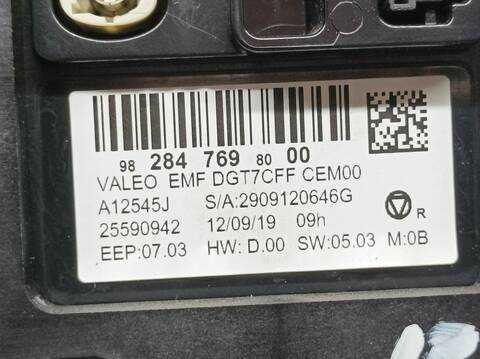 98 284 769 80 00
VALEO EMF DGT7CFF CEM00
A12545J S/A:2909120646G
25590942 12/09/19 09h
R
EEP:07.03 HW: D.00 SW:05.03 M:0B